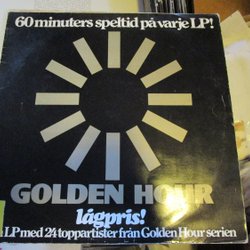 60 minuters speltid på varje LP!
GOLDEN HOUR
lågpris!
LP med 24 toppartister från Golden Hour serien